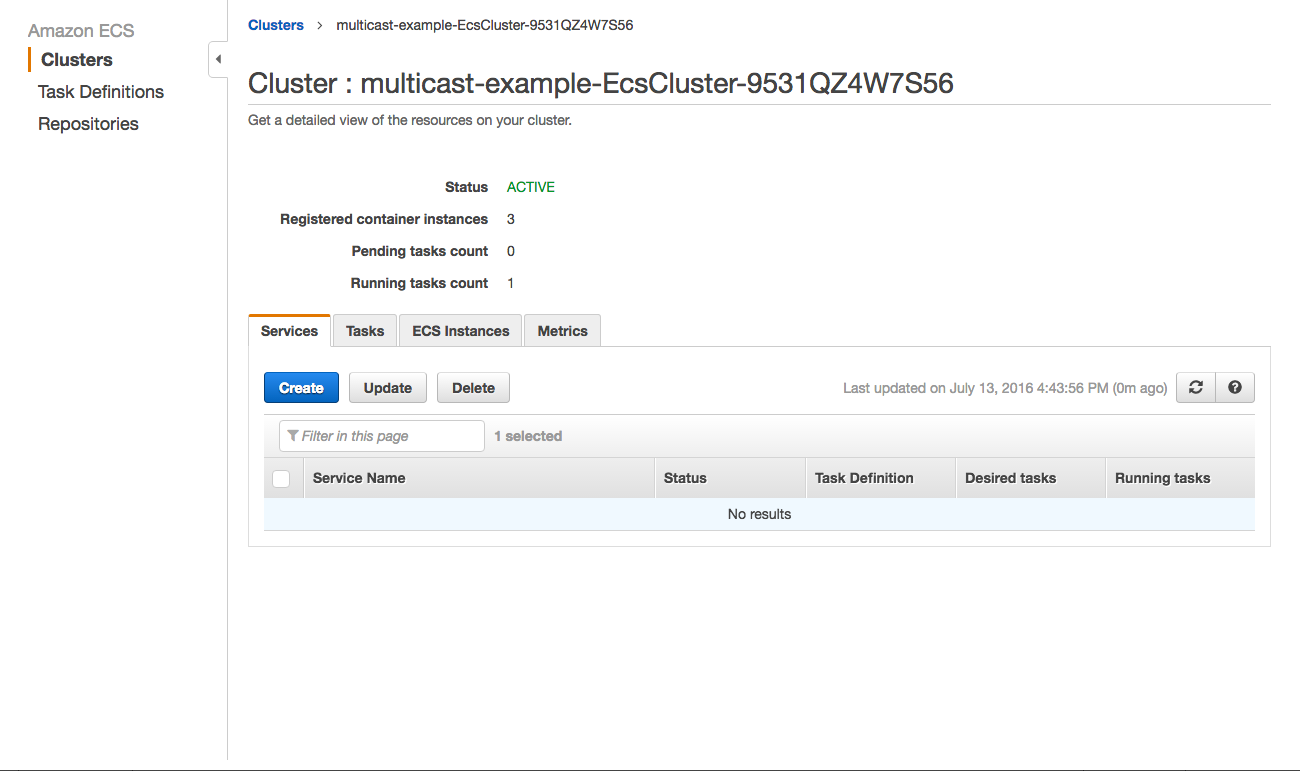 Amazon ECS
Clusters
Task Definitions
Repositories
Clusters > multicast-example-EcsCluster-9531QZ4W7S56
Cluster : multicast-example-EcsCluster-9531QZ4W7S56
Get a detailed view of the resources on your cluster.
Status ACTIVE
Registered container instances 3
Pending tasks count 0
Running tasks count 1
Services Tasks ECS Instances Metrics
Create Update Delete Last updated on July 13, 2016 4:43:56 PM (0m ago)
Filter in this page 1 selected
Service Name Status Task Definition Desired tasks Running tasks
No results